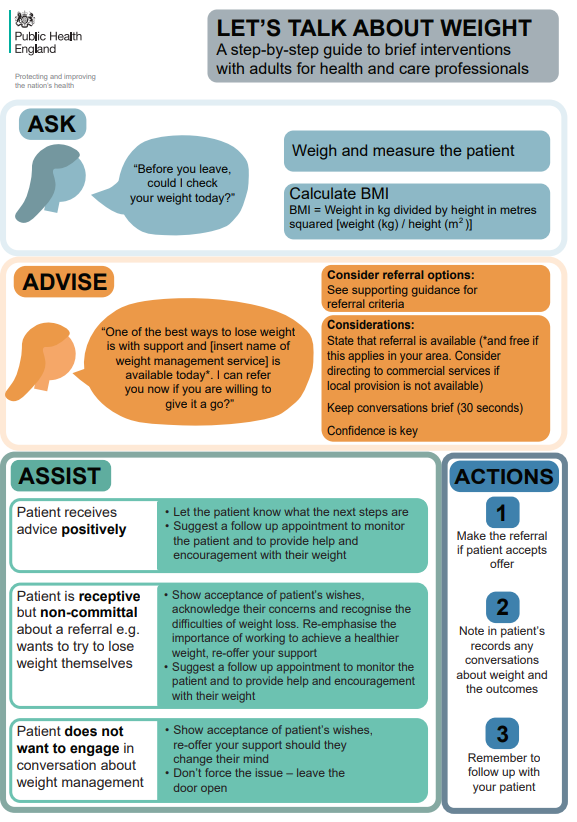 Public Health
England
Protecting and improving
the nation's health
LET'S TALK ABOUT WEIGHT
A step-by-step guide to brief interventions
with adults for health and care professionals
ASK
“Before you leave,
could I check
your weight today?”
Weigh and measure the patient
Calculate BMI
BMI = Weight in kg divided by height in metres
squared [weight (kg) / height (m²)]
ADVISE
“One of the best ways to lose weight
is with support and [insert name of
weight management service] is
available today*. I can refer
you now if you are willing to
give it a go?”
Consider referral options:
See supporting guidance for
referral criteria
Considerations:
State that referral is available (*and free if
this applies in your area. Consider
directing to commercial services if
local provision is not available)
Keep conversations brief (30 seconds)
Confidence is key
ASSIST
Patient receives
advice positively
• Let the patient know what the next steps are
• Suggest a follow up appointment to monitor
the patient and to provide help and
encouragement with their weight
Patient is receptive
but non-committal
about a referral e.g.
wants to try to lose
weight themselves
• Show acceptance of patient's wishes,
acknowledge their concerns and recognise the
difficulties of weight loss. Re-emphasise the
importance of working to achieve a healthier
weight, re-offer your support
• Suggest a follow up appointment to monitor the
patient and to provide help and encouragement
with their weight
Patient does not
want to engage in
conversation about
weight management
• Show acceptance of patient's wishes,
re-offer your support should they
change their mind
• Don't force the issue – leave the
door open
ACTIONS
1
Make the referral
if patient accepts
offer
2
Note in patient's
records any
conversations
about weight and
the outcomes
3
Remember to
follow up with
your patient